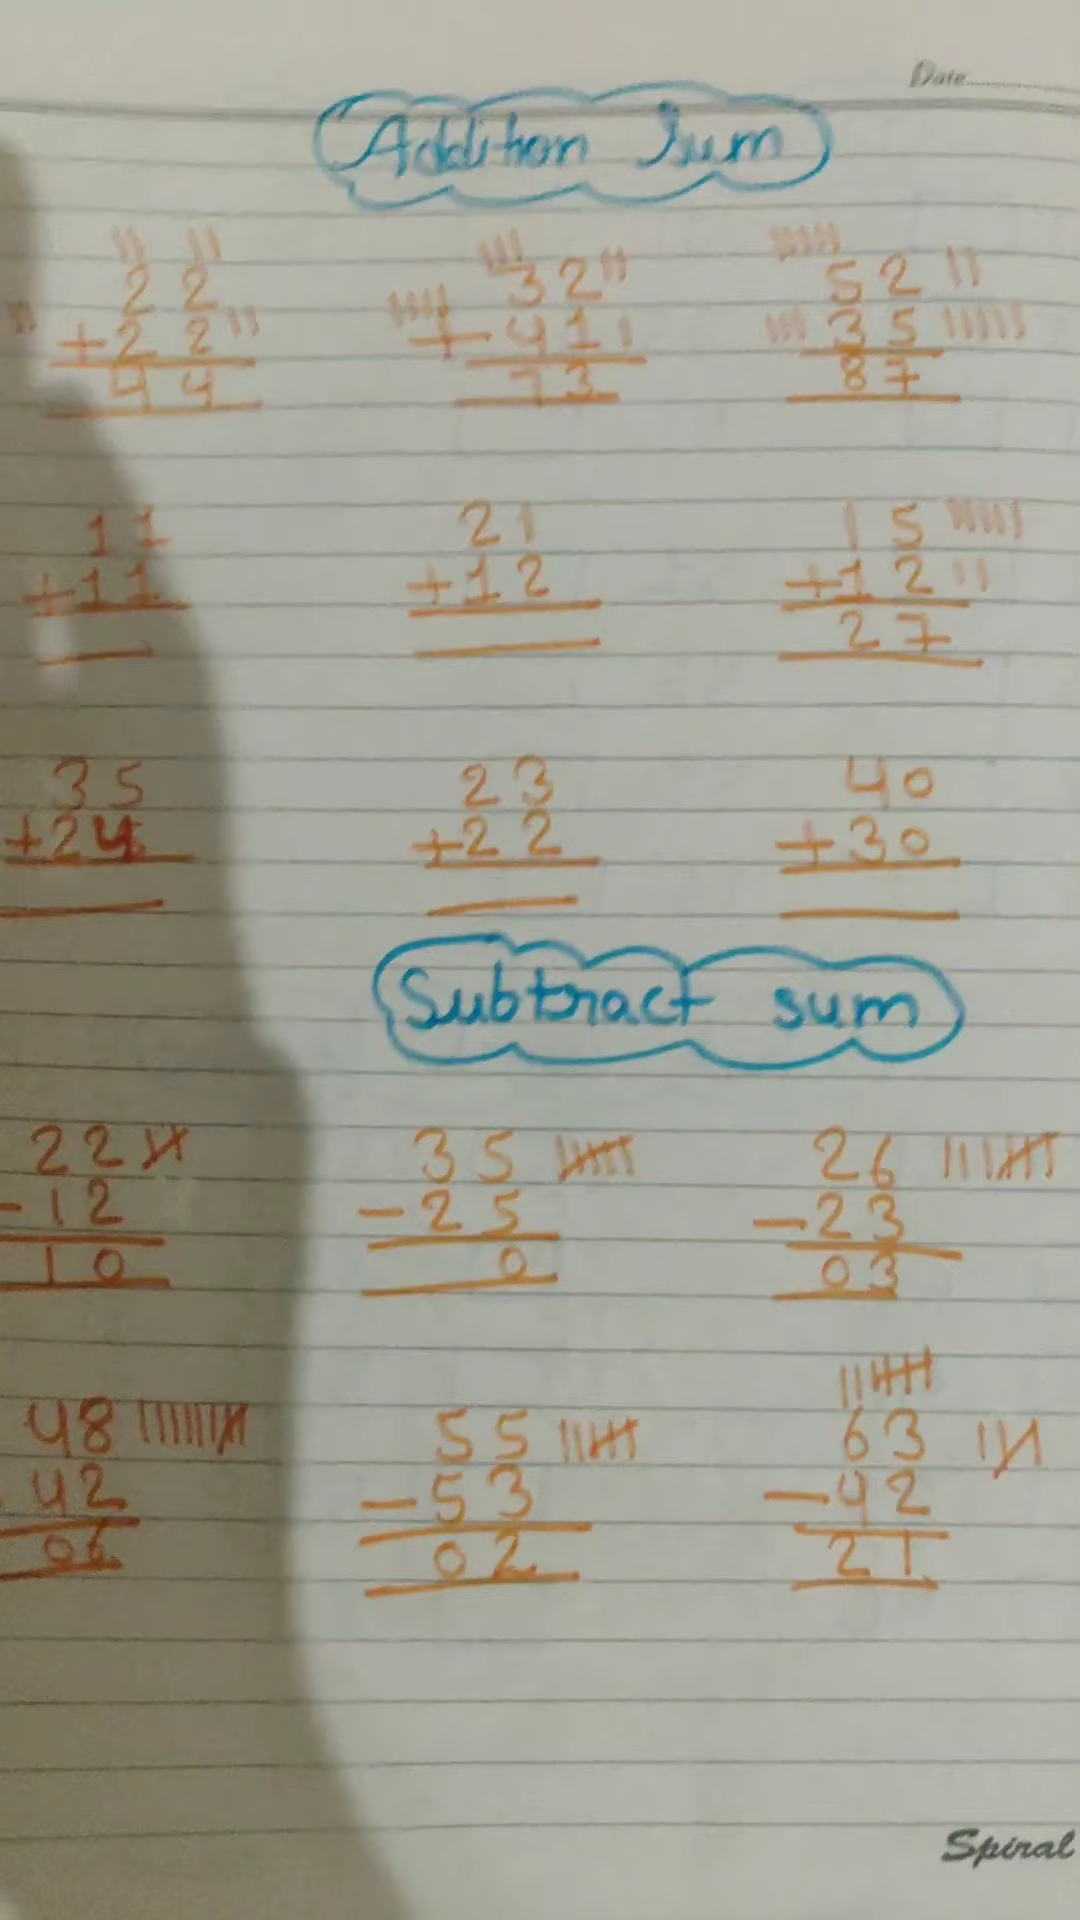 Date
Addition Sum
22 32 52
+22 +41 35
44 73 87
11 21 15
+11 +12 +12
27
35 23 40
+24 +22 +30
Subtract sum
22 35 26
-12 -25 -23
10 0 03
48 55 63
42 -53 -42
06 02 21
Spiral